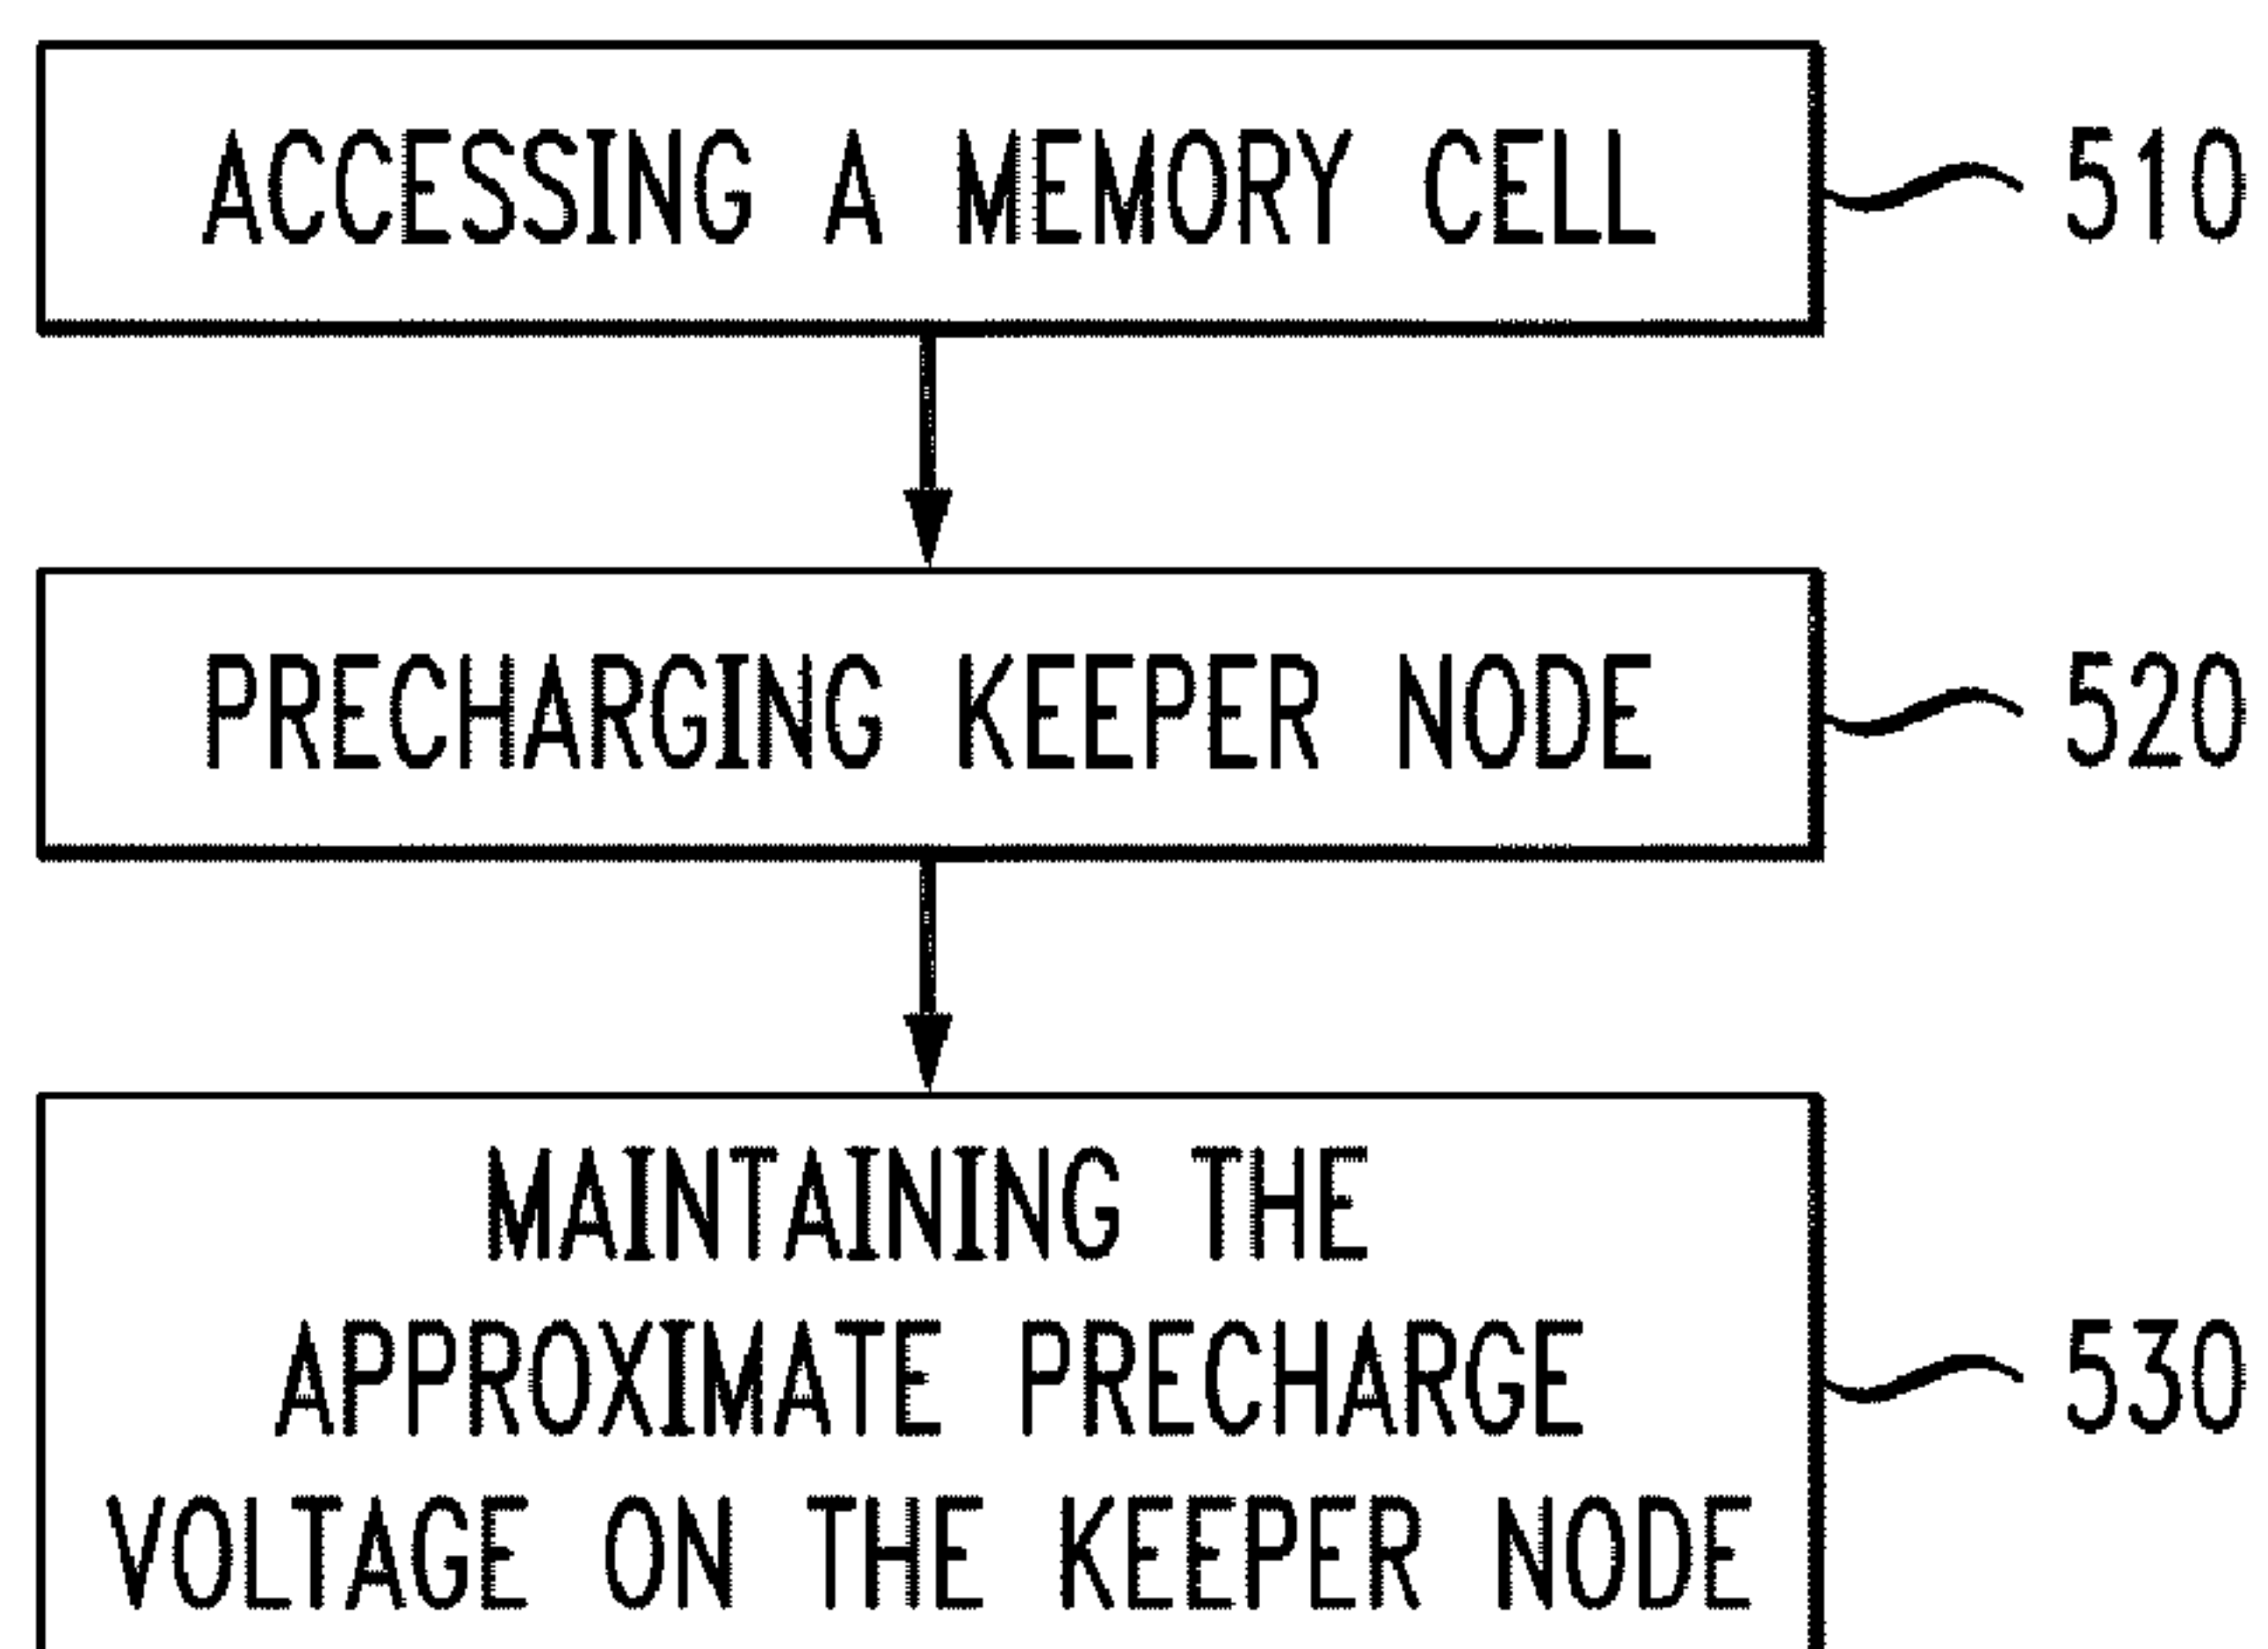 ACCESSING A MEMORY CELL
510
PRECHARGING KEEPER NODE
520
MAINTAINING THE
APPROXIMATE PRECHARGE
530
VOLTAGE ON THE KEEPER NODE